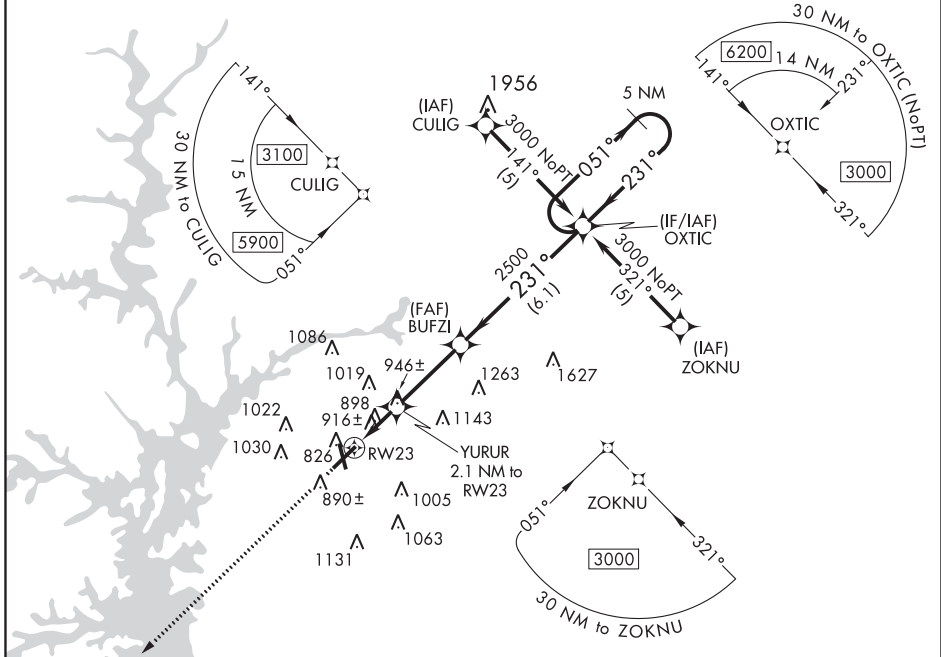 141°
3100
CULIG
15 NM
30 NM to CULIG
5900
051°
(IAF)
CULIG
1956
3000 NoPT
141°
(5)
5 NM
051°
231°
(IF/IAF)
OXTIC
30 NM to OXTIC (NoPT)
6200
14 NM
141°
231°
OXTIC
3000
321°
2500
231°
(6.1)
3000 NoPT
321°
(5)
(IAF)
ZOKNU
(FAF)
BUFZI
1086
946±
1019
1263
1627
1022
898
916±
1143
1030
826
RW23
YURUR
2.1 NM to
RW23
890±
1005
1063
1131
051°
ZOKNU
321°
3000
30 NM to ZOKNU